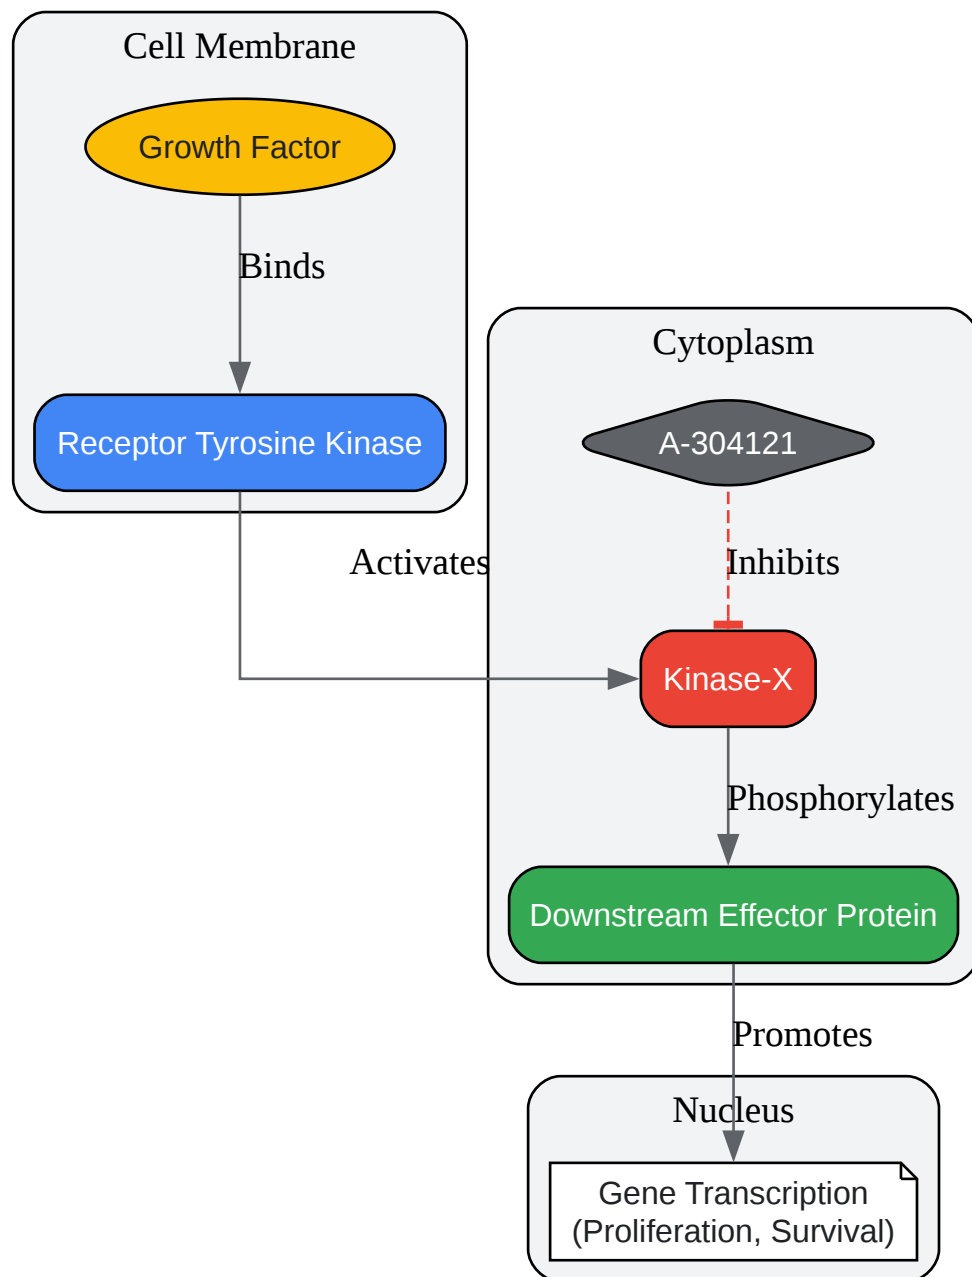 Cell Membrane
Growth Factor
Binds
Receptor Tyrosine Kinase
Cytoplasm
A-304121
Activates
Inhibits
Kinase-X
Phosphorylates
Downstream Effector Protein
Promotes
Nucleus
Gene Transcription
(Proliferation, Survival)